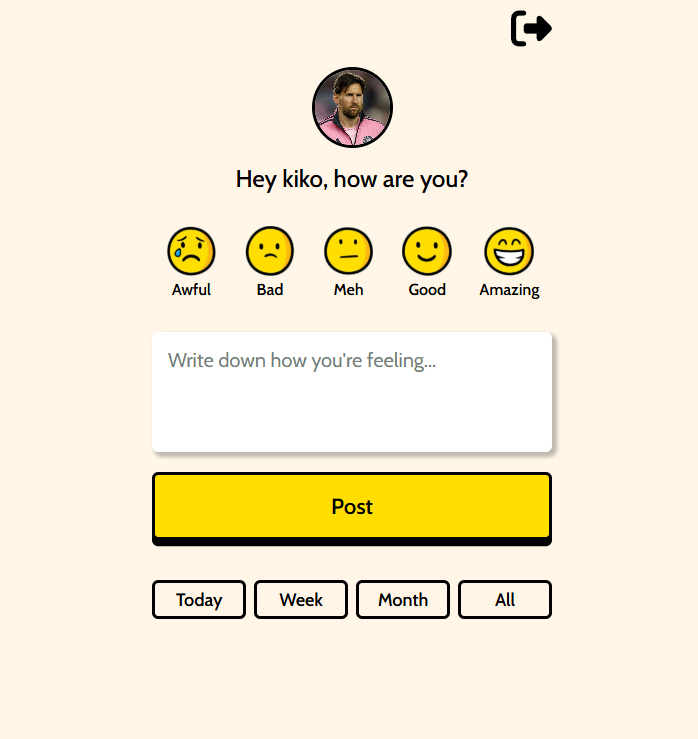 Hey kiko, how are you?
Awful Bad Meh Good Amazing
Write down how you're feeling...
Post
Today Week Month All